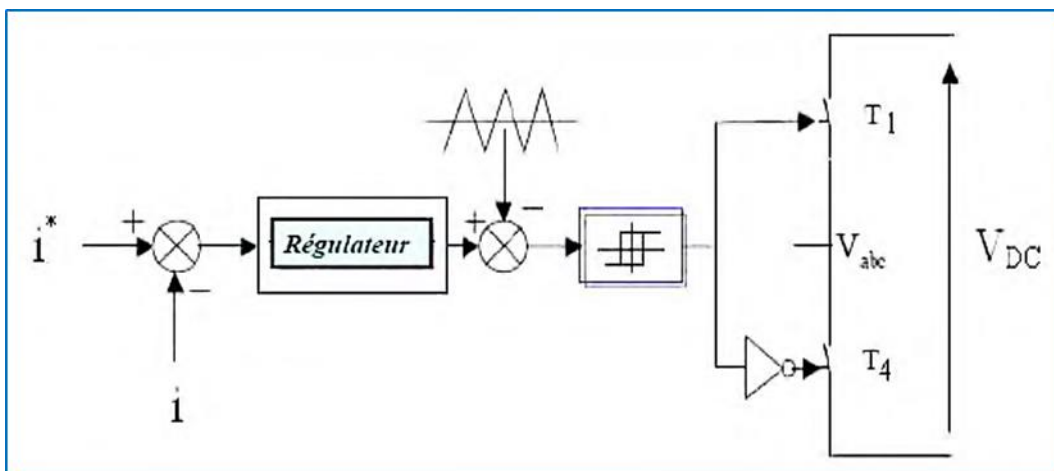 i*
+
−
i
Régulateur
+
−
T1
Vabc
VDC
T4